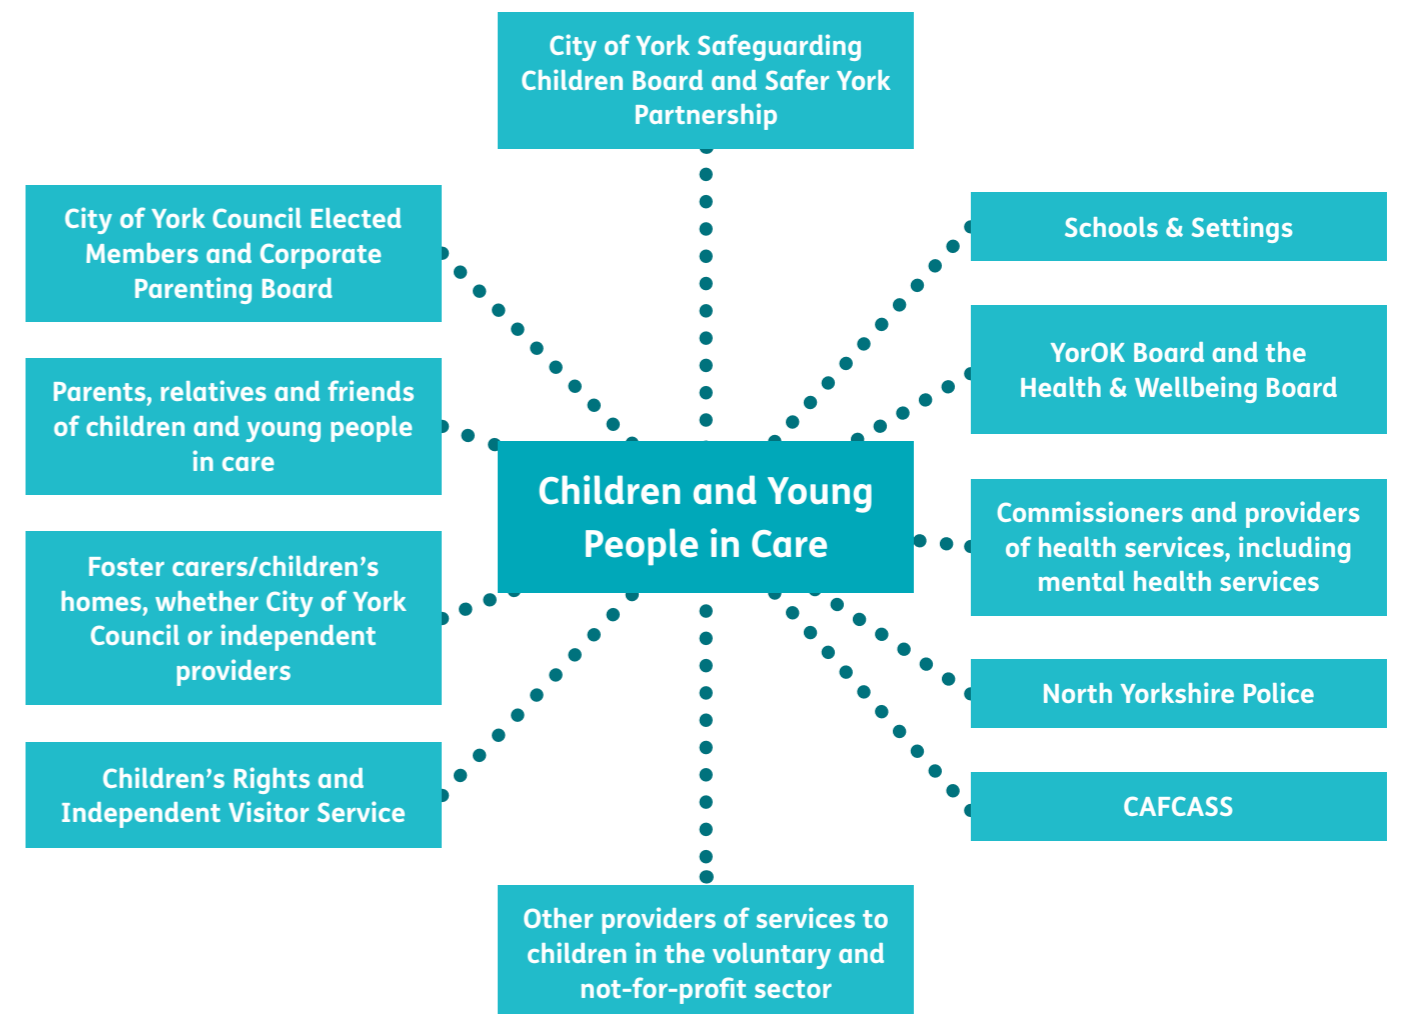 City of York Safeguarding
Children Board and Safer York
Partnership
City of York Council Elected
Members and Corporate
Parenting Board
Schools & Settings
YorOK Board and the
Health & Wellbeing Board
Parents, relatives and friends
of children and young people
in care
Children and Young
People in Care
Commissioners and providers
of health services, including
mental health services
Foster carers/children’s
homes, whether City of York
Council or independent
providers
North Yorkshire Police
Children’s Rights and
Independent Visitor Service
CAFCASS
Other providers of services to
children in the voluntary and
not-for-profit sector